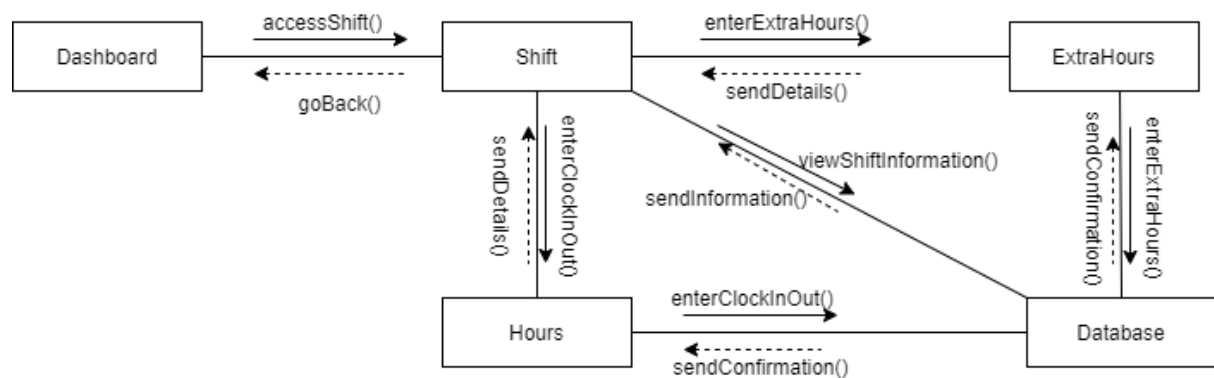 accessShift()
enterExtraHours()
Dashboard
Shift
ExtraHours
goBack()
sendDetails()
sendDetails()
enterClockInOut()
viewShiftInformation()
sendInformation()
sendConfirmation()
enterExtraHours()
enterClockInOut()
Hours
Database
sendConfirmation()